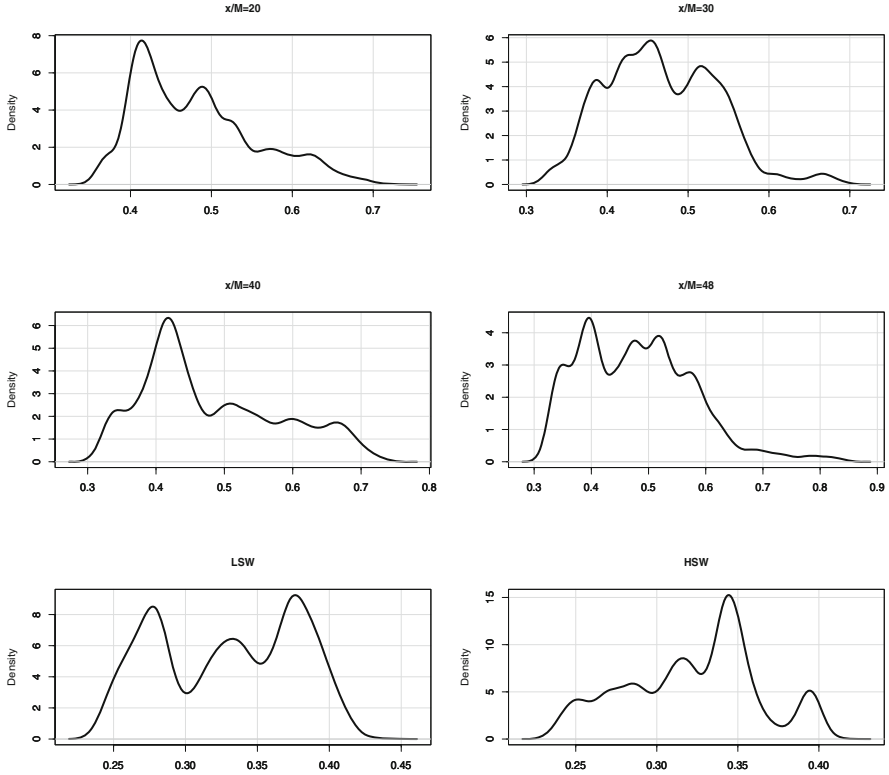 x/M=20
x/M=30
Density
0 2 4 6 8
0.4 0.5 0.6 0.7
Density
0 1 2 3 4 5 6
0.3 0.4 0.5 0.6 0.7
x/M=40
x/M=48
Density
0 1 2 3 4 5 6
0.3 0.4 0.5 0.6 0.7 0.8
Density
0 1 2 3 4
0.3 0.4 0.5 0.6 0.7 0.8 0.9
LSW
HSW
Density
0 2 4 6 8
0.25 0.30 0.35 0.40 0.45
Density
0 5 10 15
0.25 0.30 0.35 0.40